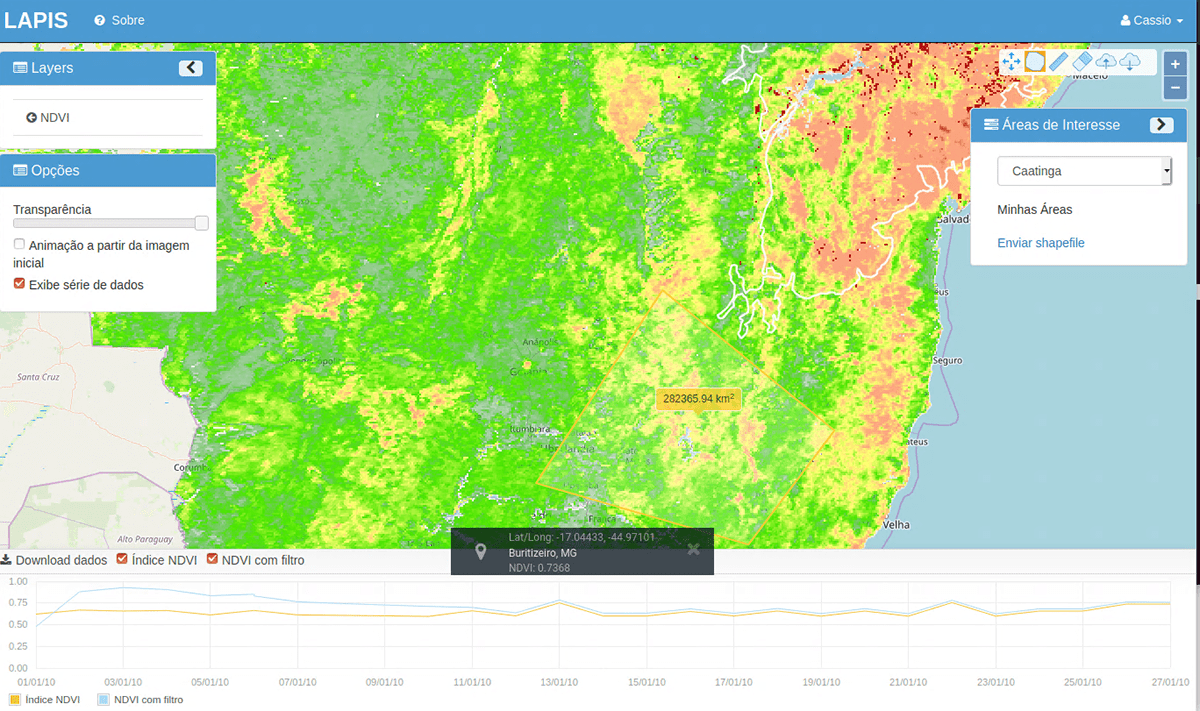 LAPIS
Sobre
Cassio
Layers
NDVI
Opções
Transparência
Animação a partir da imagem
inicial
Exibe série de dados
Maceió
Áreas de Interesse
Caatinga
Minhas Áreas
Enviar shapefile
Salvad
eus
Seguro
ateus
Velha
Anápolis
Goiânia
Santa Cruz
282365.94 km²
Itumbiara
Corumb
Franca
Alto Paraguay
Lat/Long: -17.04433, -44.97101
Buritizeiro, MG
NDVI: 0.7368
Download dados
Índice NDVI
NDVI com filtro
1.00
0.75
0.50
0.25
0.00
01/01/10 03/01/10 05/01/10 07/01/10 09/01/10 11/01/10 13/01/10 15/01/10 17/01/10 19/01/10 21/01/10 23/01/10 25/01/10 27/01/10
Índice NDVI
NDVI com filtro